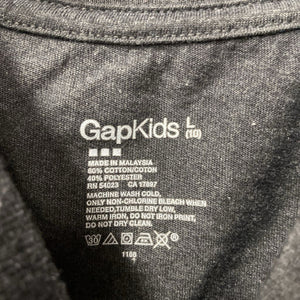 GapKids L
(10)
MADE IN MALAYSIA
60% COTTON/COTON
40% POLYESTER
RN 54023 CA 17897
MACHINE WASH COLD,
ONLY NON-CHLORINE BLEACH WHEN
NEEDED,TUMBLE DRY LOW,
WARM IRON, DO NOT IRON PRINT,
DO NOT DRY CLEAN.
30